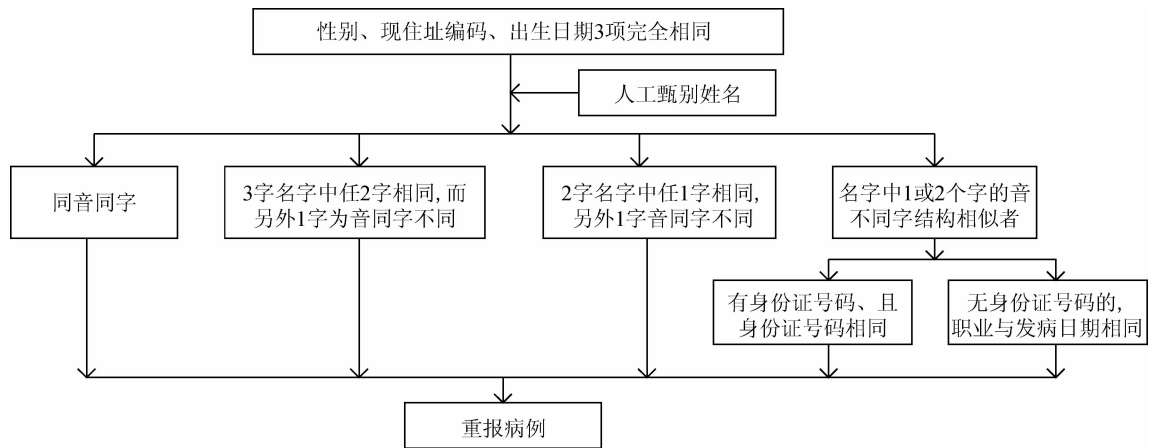 性别、现住址编码、出生日期3项完全相同
人工甄别姓名
同音同字
3字名字中任2字相同,而
另外1字为音同字不同
2字名字中任1字相同,
另外1字音同字不同
名字中1或2个字的音
不同字结构相似者
有身份证号码、且
身份证号码相同
无身份证号码的,
职业与发病日期相同
重报病例